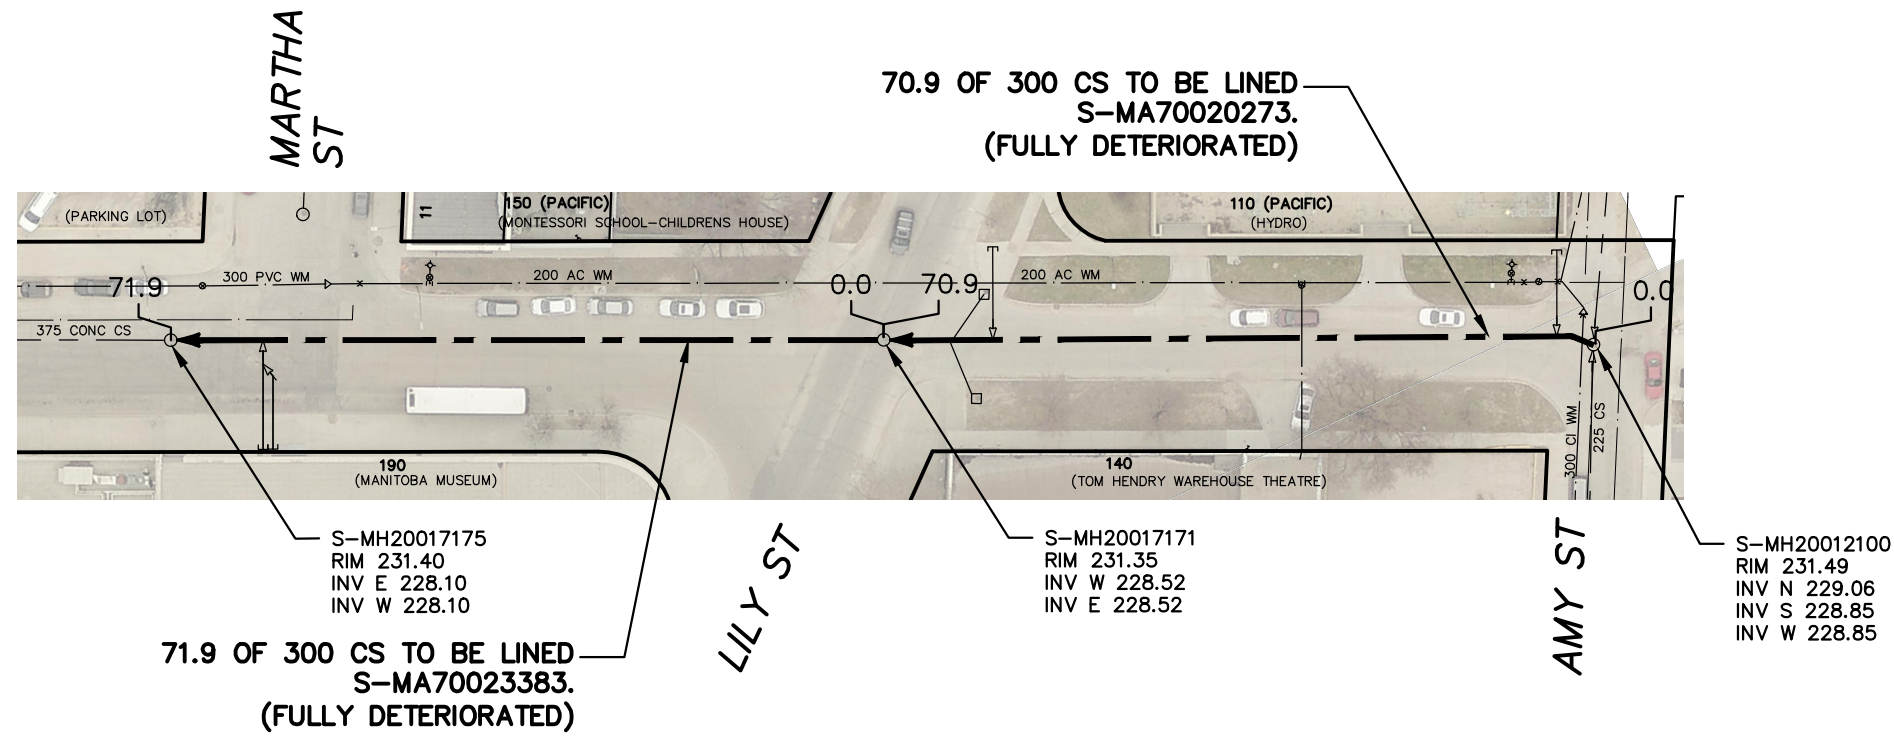 MARTHA
ST
70.9 OF 300 CS TO BE LINED
S-MA70020273.
(FULLY DETERIORATED)
(PARKING LOT)
11
150 (PACIFIC)
(MONTESSORI SCHOOL-CHILDRENS HOUSE)
110 (PACIFIC)
(HYDRO)
71.9
300 PVC WM
200 AC WM
0.0
70.9
200 AC WM
0.0
375 CONC CS
300 CI WM
225 CS
190
(MANITOBA MUSEUM)
140
(TOM HENDRY WAREHOUSE THEATRE)
S-MH20017175
RIM 231.40
INV E 228.10
INV W 228.10
LILY ST
S-MH20017171
RIM 231.35
INV W 228.52
INV E 228.52
AMY ST
S-MH20012100
RIM 231.49
INV N 229.06
INV S 228.85
INV W 228.85
71.9 OF 300 CS TO BE LINED
S-MA70023383.
(FULLY DETERIORATED)